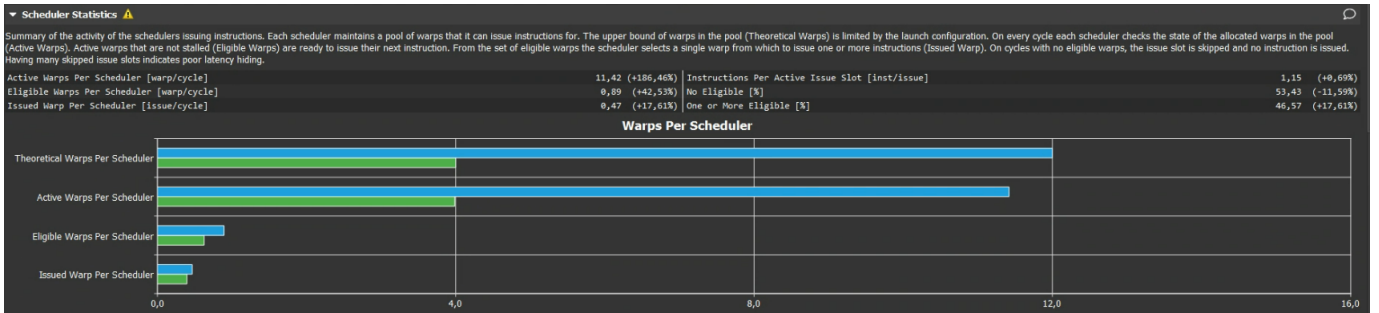 Scheduler Statistics
Summary of the activity of the schedulers issuing instructions. Each scheduler maintains a pool of warps that it can issue instructions for. The upper bound of warps in the pool (Theoretical Warps) is limited by the launch configuration. On every cycle each scheduler checks the state of the allocated warps in the pool
(Active Warps). Active warps that are not stalled (Eligible Warps) are ready to issue their next instruction. From the set of eligible warps the scheduler selects a single warp from which to issue one or more instructions (Issued Warp). On cycles with no eligible warps, the issue slot is skipped and no instruction is issued.
Having many skipped issue slots indicates poor latency hiding.
Active Warps Per Scheduler [warp/cycle] 11,42 (+186,46%) Instructions Per Active Issue Slot [inst/issue] 1,15 (+0,69%)
Eligible Warps Per Scheduler [warp/cycle] 0,89 (+42,53%) No Eligible [%] 53,43 (-11,59%)
Issued Warp Per Scheduler [issue/cycle] 0,47 (+17,61%) One or More Eligible [%] 46,57 (+17,61%)
Warps Per Scheduler
Theoretical Warps Per Scheduler
Active Warps Per Scheduler
Eligible Warps Per Scheduler
Issued Warp Per Scheduler
0,0 4,0 8,0 12,0 16,0